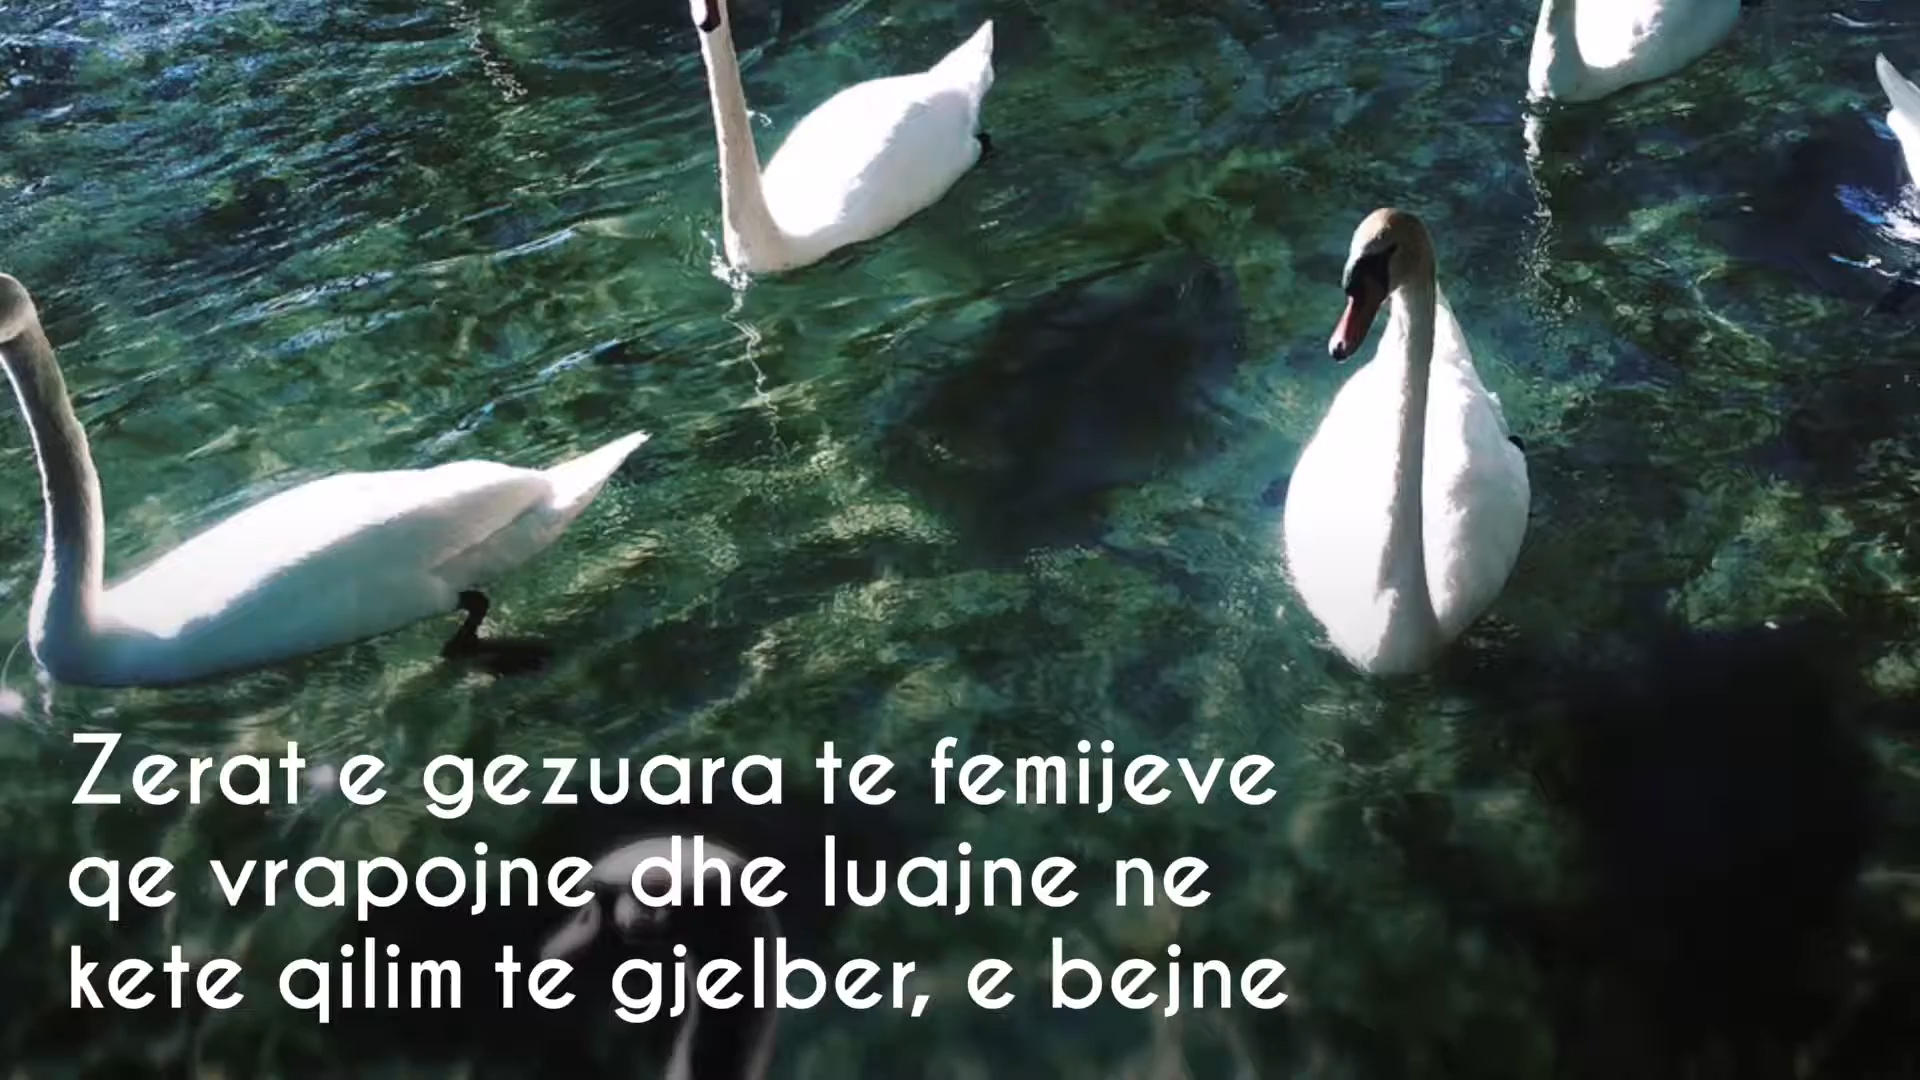 Zerat e gezuara te femijeve
qe vrapojne dhe luajne ne
kete qilim te gjelber, e bejne